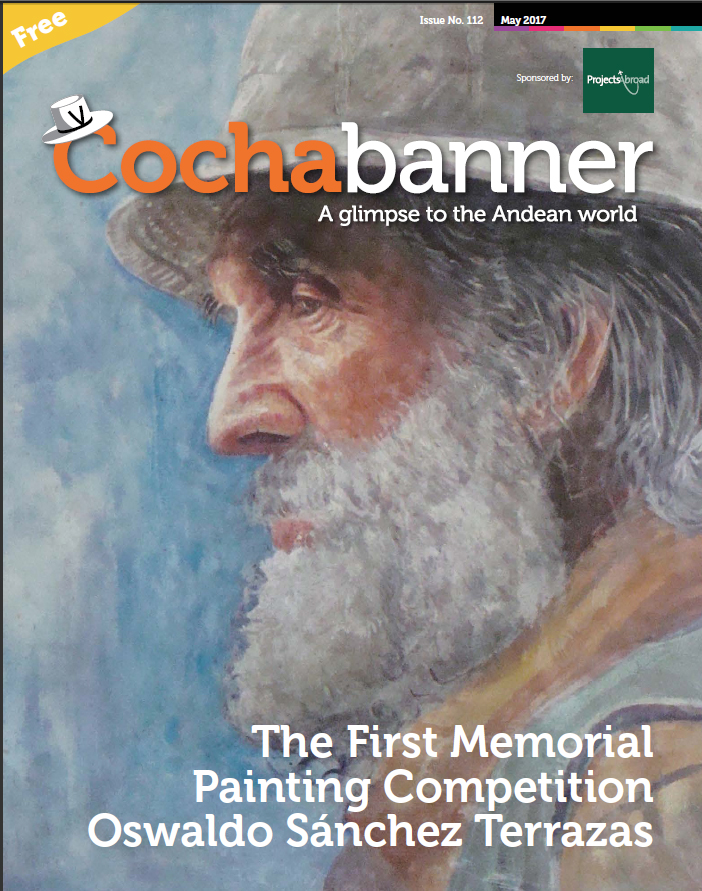 Free
Issue No. 112
May 2017
Sponsored by:
ProjectsAbroad
Cochabanner
A glimpse to the Andean world
The First Memorial
Painting Competition
Oswaldo Sánchez Terrazas